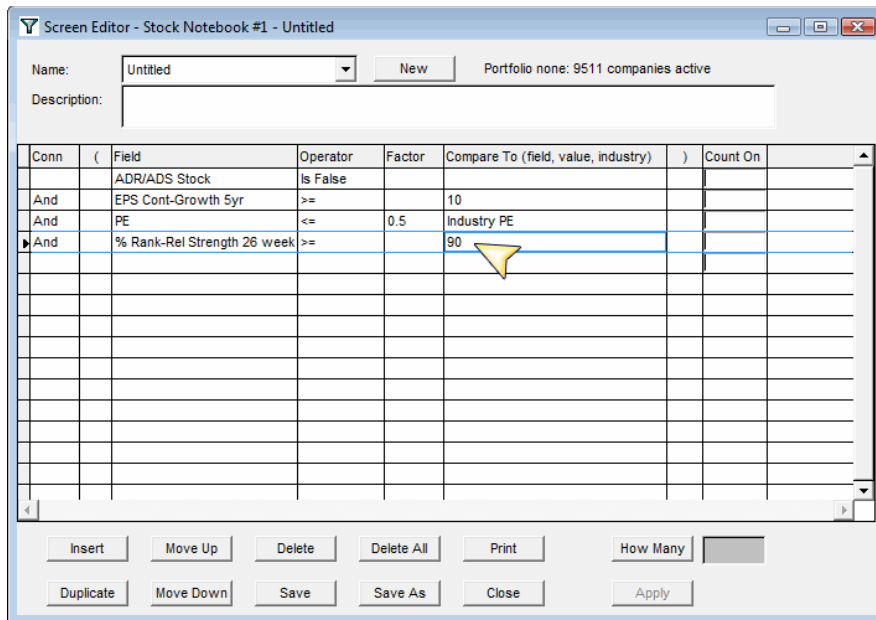 Screen Editor - Stock Notebook #1 - Untitled
Name: Untitled New Portfolio none: 9511 companies active
Description:
Conn ( Field Operator Factor Compare To (field, value, industry) ) Count On
ADR/ADS Stock Is False
And EPS Cont-Growth 5yr >= 10
And PE <= 0.5 Industry PE
And % Rank-Rel Strength 26 week >= 90
Insert Move Up Delete Delete All Print How Many
Duplicate Move Down Save Save As Close Apply